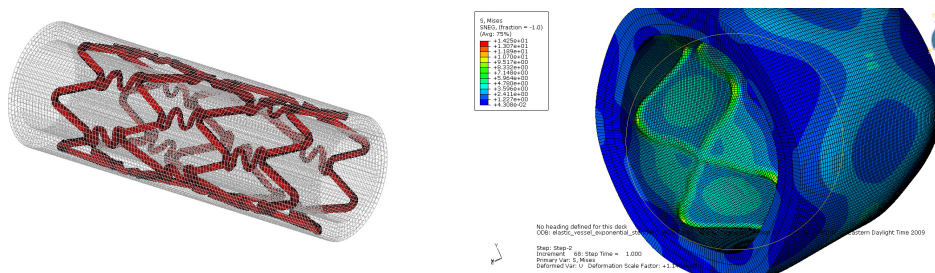 S, Mises
SNEG, (fraction = -1.0)
(Avg: 75%)
+1.425e+01
+1.307e+01
+1.189e+01
+1.070e+01
+9.517e+00
+8.332e+00
+7.148e+00
+5.964e+00
+4.780e+00
+3.596e+00
+2.411e+00
+1.227e+00
+4.308e-02
No heading defined for this deck
ODB: elastic_vessel_exponential_ Eastern Daylight Time 2009
Y
X
Step: Step-2
Increment 68: Step Time = 1.000
Primary Var: S, Mises
Deformed Var: U Deformation Scale Factor: